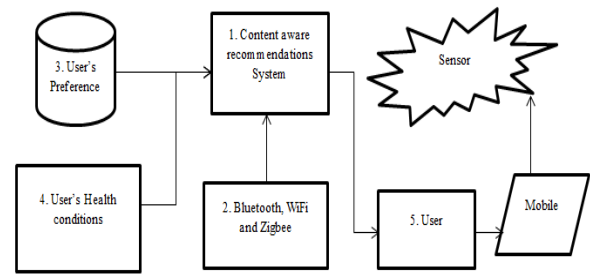 3. User's
Preference
1. Content aware
recommendations
System
Sensor
4. User's Health
conditions
2. Bluetooth, WiFi
and Zigbee
5. User
Mobile